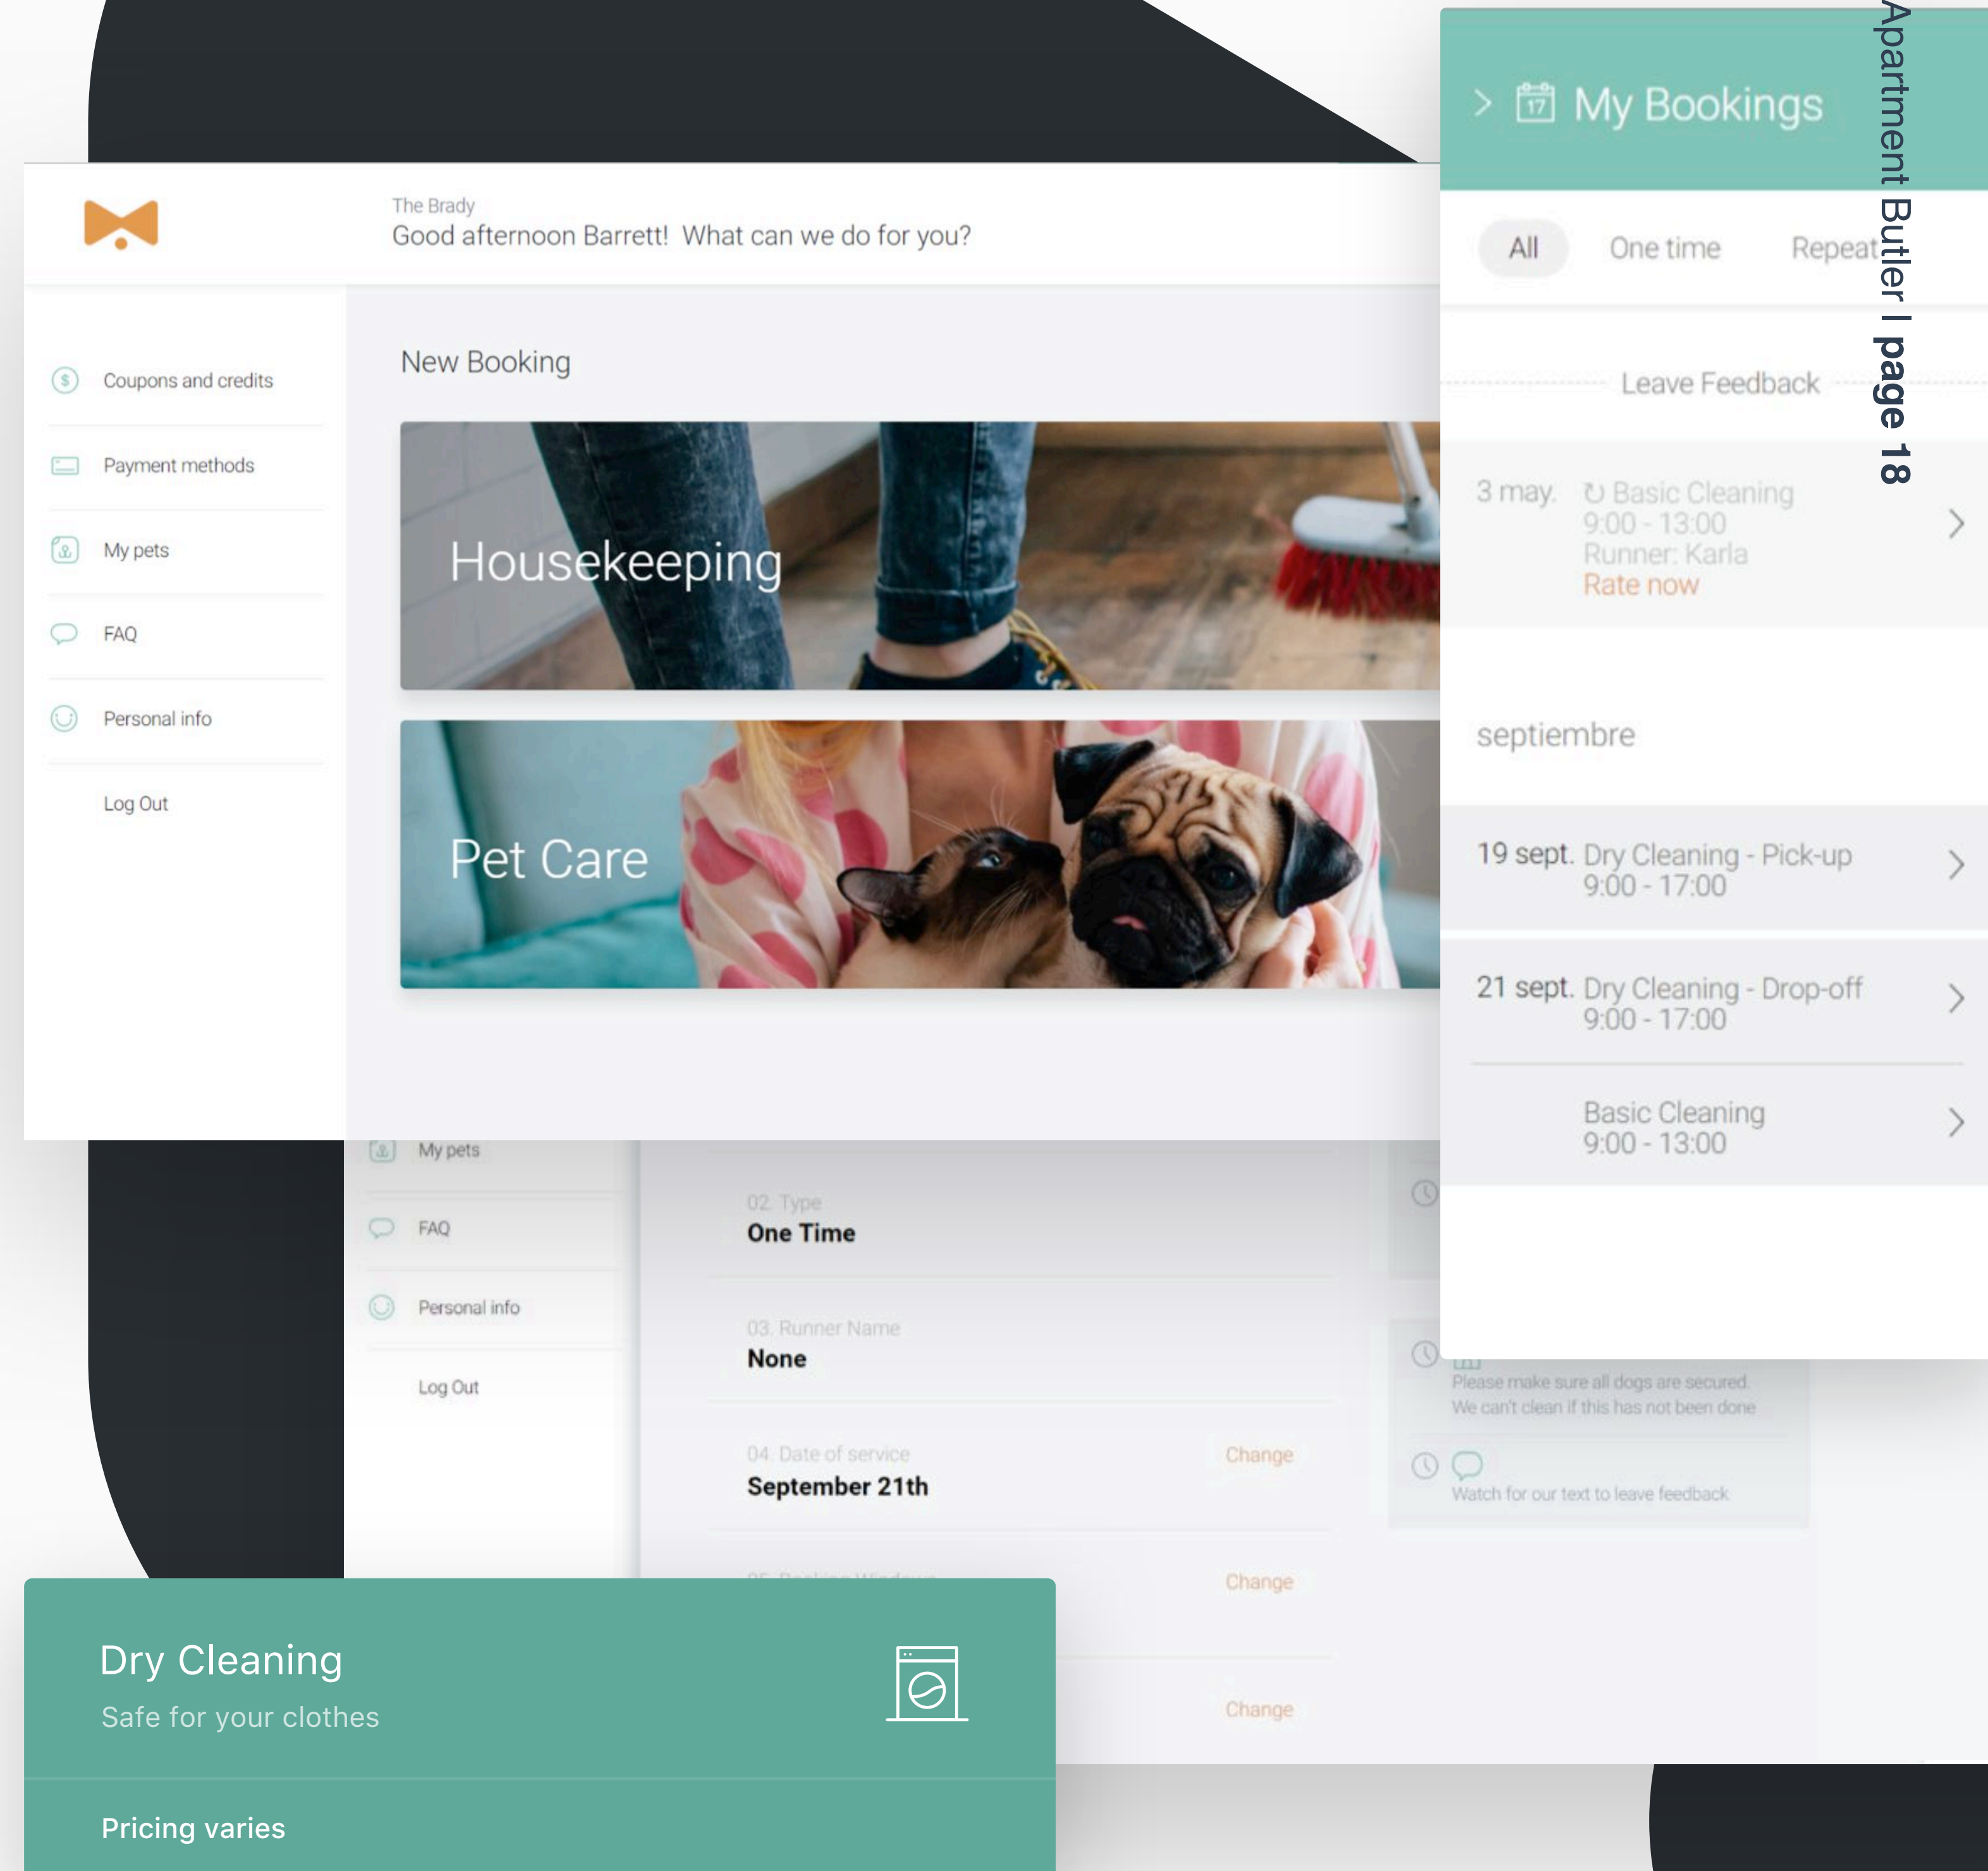 Apartment Butler | page 18
The Brady
Good afternoon Barrett! What can we do for you?
Coupons and credits
Payment methods
My pets
FAQ
Personal info
Log Out
New Booking
Housekeeping
Pet Care
17
My Bookings
All
One time
Repeat
Leave Feedback
3 may.
↻ Basic Cleaning
9:00 - 13:00
Runner: Karla
Rate now
septiembre
19 sept.
Dry Cleaning - Pick-up
9:00 - 17:00
21 sept.
Dry Cleaning - Drop-off
9:00 - 17:00
Basic Cleaning
9:00 - 13:00
My pets
FAQ
Personal info
Log Out
02. Type
One Time
03. Runner Name
None
04. Date of service
September 21th
Change
Change
Change
Please make sure all dogs are secured.
We can't clean if this has not been done
Watch for our text to leave feedback
Dry Cleaning
Safe for your clothes
Pricing varies